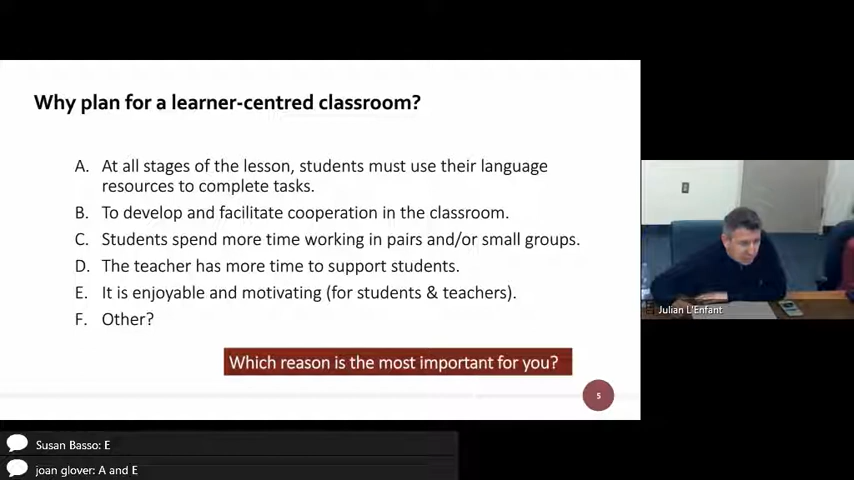 Why plan for a learner-centred classroom?
A. At all stages of the lesson, students must use their language
resources to complete tasks.
B. To develop and facilitate cooperation in the classroom.
C. Students spend more time working in pairs and/or small groups.
D. The teacher has more time to support students.
E. It is enjoyable and motivating (for students & teachers).
F. Other?
Which reason is the most important for you?
5
Julian L'Enfant
Susan Basso: E
joan glover: A and E